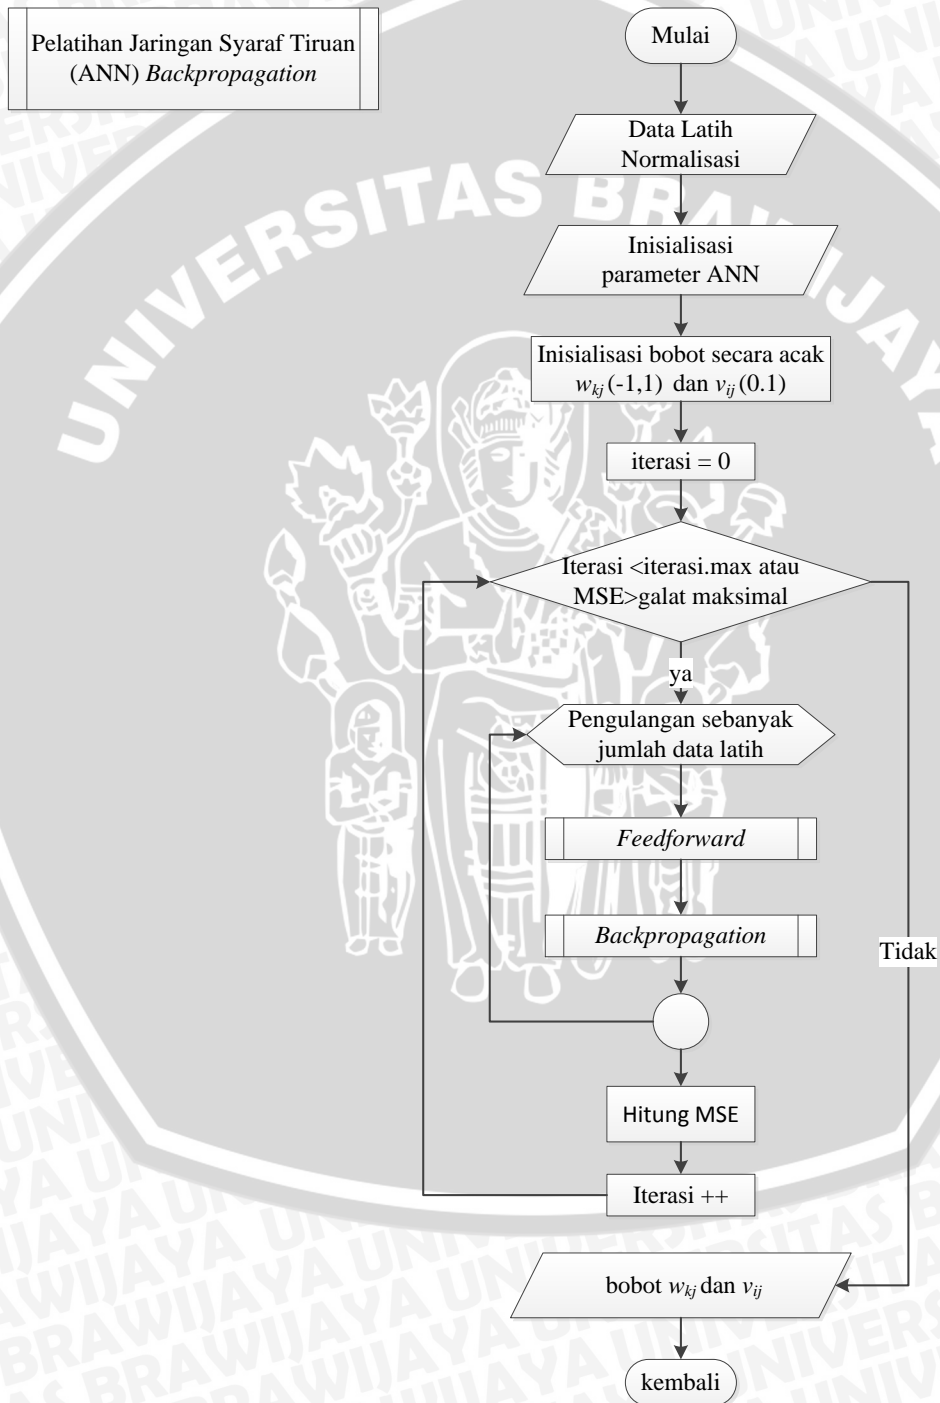 Pelatihan Jaringan Syaraf Tiruan
(ANN) Backpropagation
Mulai
Data Latih
Normalisasi
Inisialisasi
parameter ANN
Inisialisasi bobot secara acak
wkj (-1,1) dan vij (0.1)
iterasi = 0
Iterasi <iterasi.max atau
MSE>galat maksimal
ya
Pengulangan sebanyak
jumlah data latih
Feedforward
Backpropagation
Tidak
Hitung MSE
Iterasi ++
bobot wkj dan vij
kembali
UNIVERSITAS BRAWIJAYA